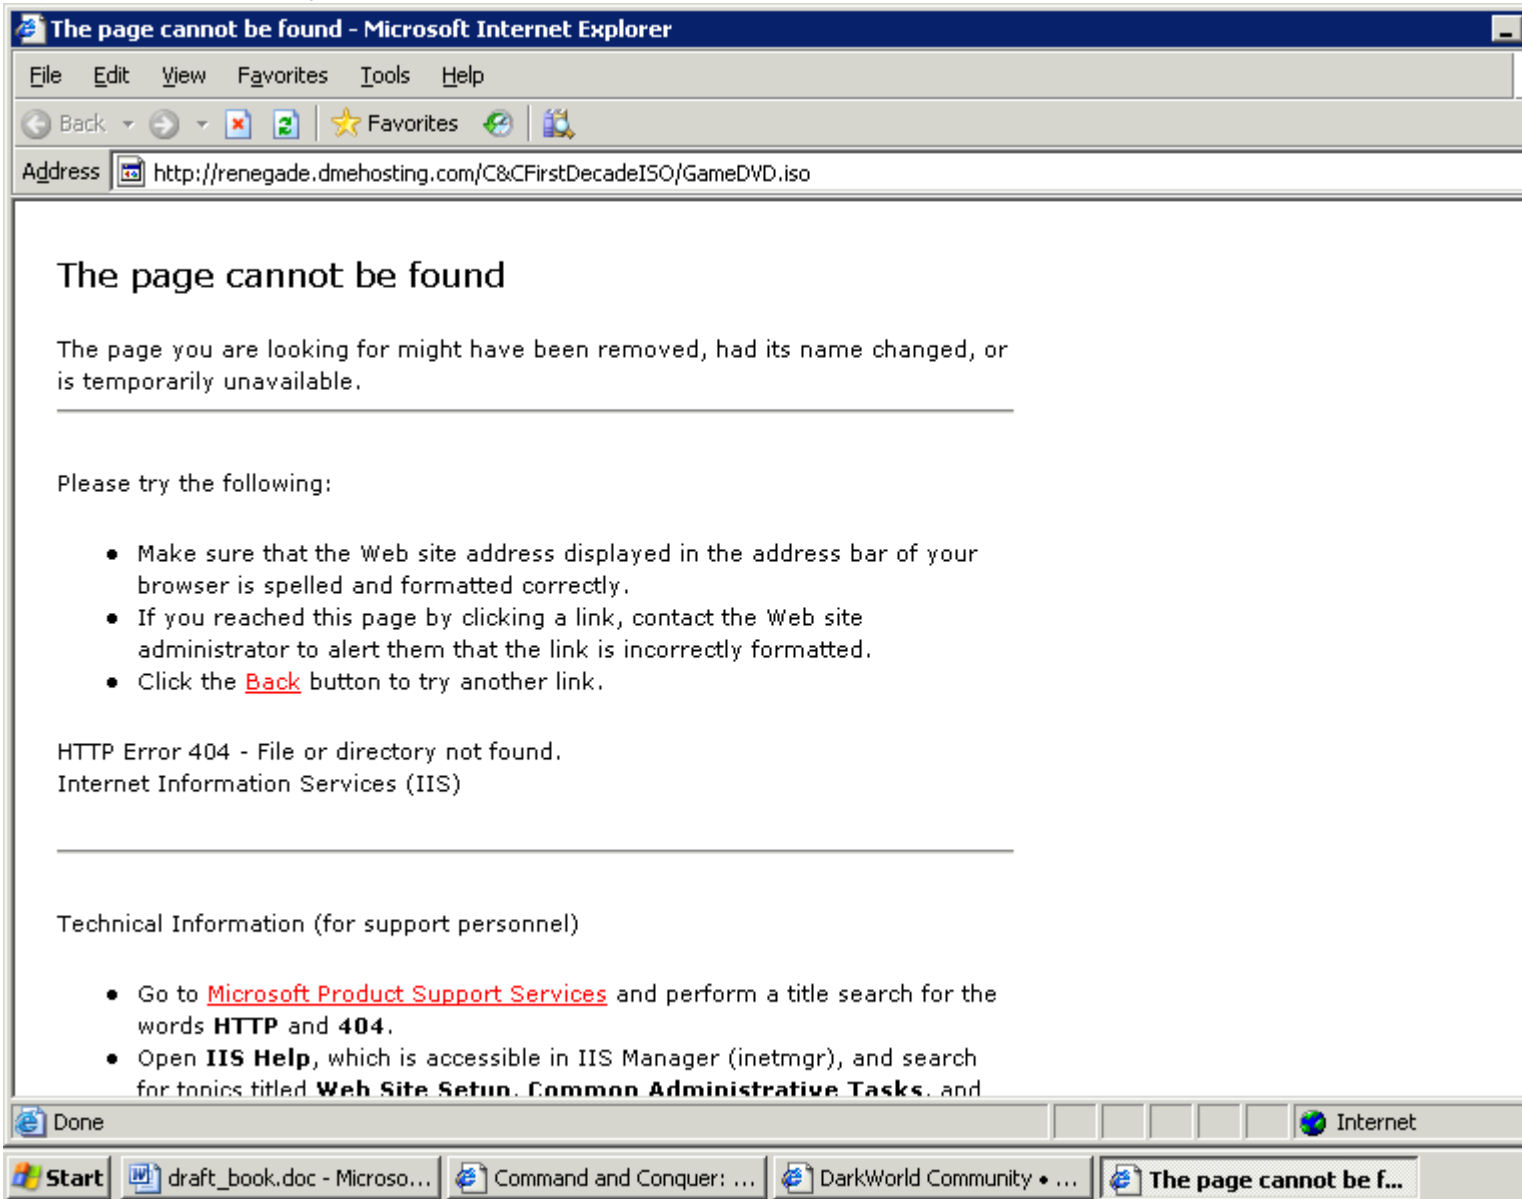 The page cannot be found - Microsoft Internet Explorer
File Edit View Favorites Tools Help
Back Favorites
Address http://renegade.dmehosting.com/C&CFirstDecadeISO/GameDVD.iso
The page cannot be found
The page you are looking for might have been removed, had its name changed, or
is temporarily unavailable.
Please try the following:
● Make sure that the Web site address displayed in the address bar of your
browser is spelled and formatted correctly.
● If you reached this page by clicking a link, contact the Web site
administrator to alert them that the link is incorrectly formatted.
● Click the Back button to try another link.
HTTP Error 404 - File or directory not found.
Internet Information Services (IIS)
Technical Information (for support personnel)
● Go to Microsoft Product Support Services and perform a title search for the
words HTTP and 404.
● Open IIS Help, which is accessible in IIS Manager (inetmgr), and search
for topics titled Web Site Setup, Common Administrative Tasks, and
Done Internet
Start draft_book.doc - Microso... Command and Conquer: ... DarkWorld Community • ... The page cannot be f...